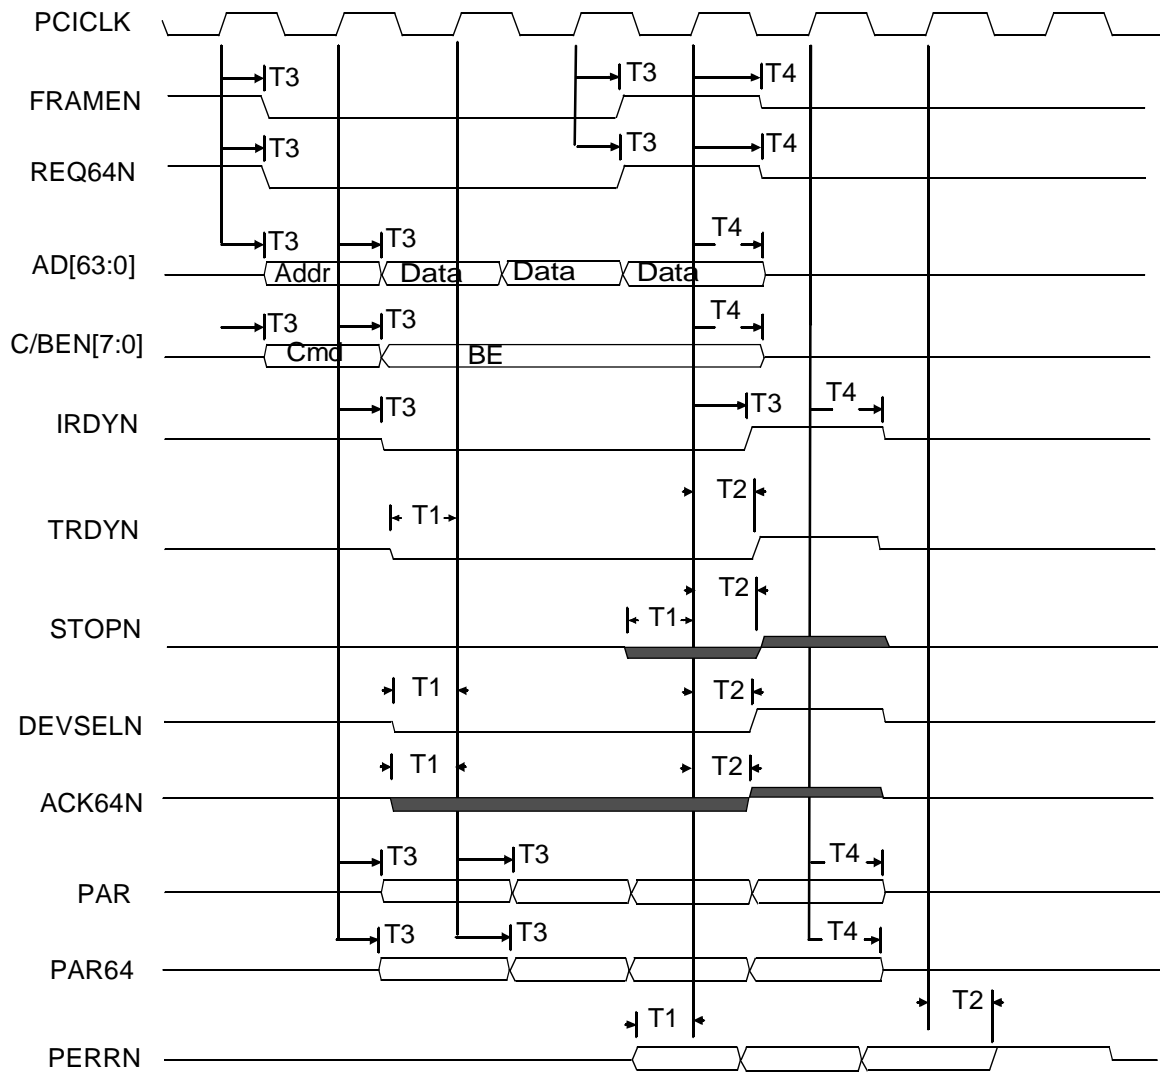 PCICLK
T3 T3 T4
FRAMEN
T3 T3 T4
REQ64N
T3 T3 T4
AD[63:0]
Addr Data Data Data
T3 T3 T4
C/BEN[7:0]
Cmd BE
T3 T3 T4
IRDYN
T2
T1
TRDYN
T2
T1
STOPN
T1 T2
DEVSELN
T1 T2
ACK64N
T3 T3 T4
PAR
T3 T3 T4
PAR64
T1 T2
PERRN